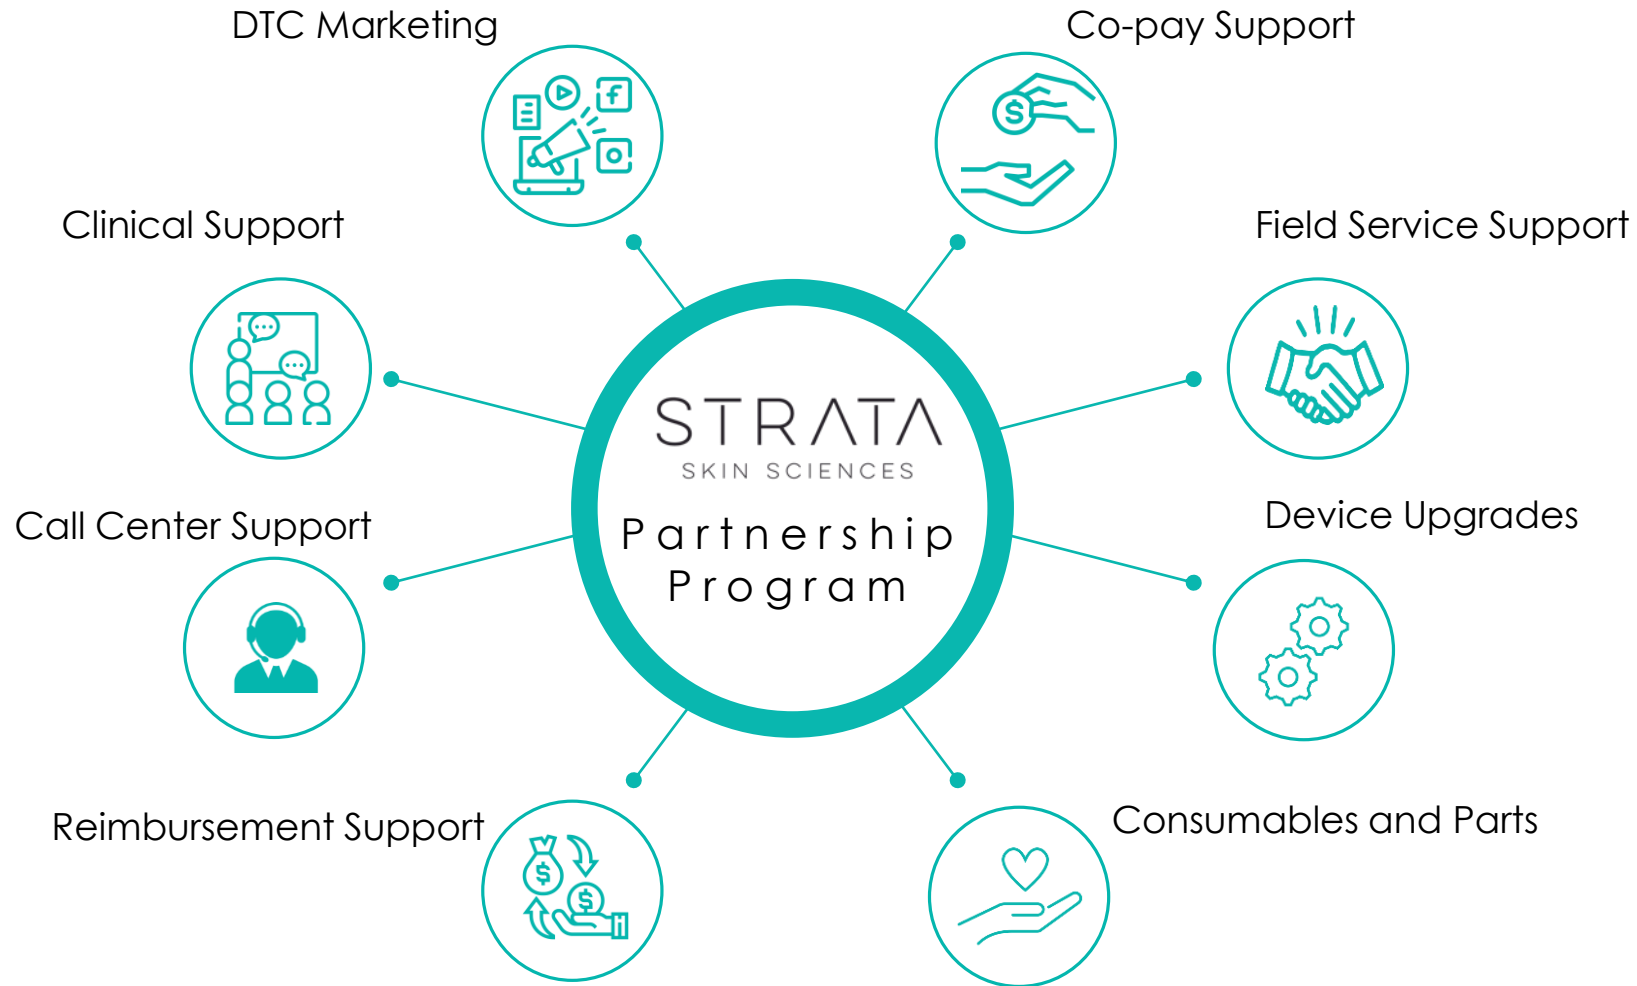 DTC Marketing
Co-pay Support
Clinical Support
Field Service Support
STRATA
SKIN SCIENCES
Partnership
Program
Call Center Support
Device Upgrades
Reimbursement Support
Consumables and Parts